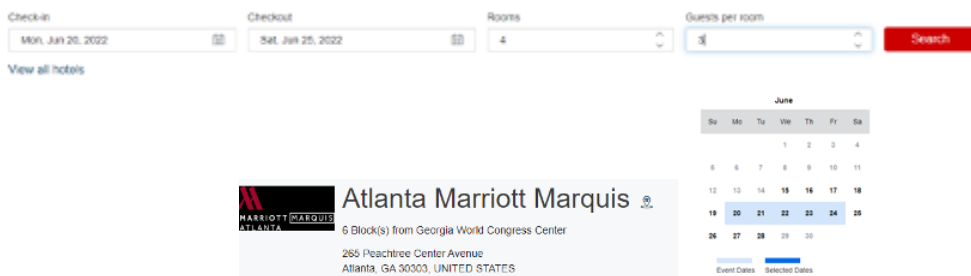 Check-in Checkout Rooms Guests per room
Mon, Jun 20, 2022 Sat, Jun 25, 2022 4 3 Search
View all hotels
June
Su Mo Tu We Th Fr Sa
1 2 3 4
5 6 7 8 9 10 11
12 13 14 15 16 17 18
19 20 21 22 23 24 25
26 27 28 29 30
Event Dates Selected Dates
MARRIOTT MARQUIS
ATLANTA
Atlanta Marriott Marquis
6 Block(s) from Georgia World Congress Center
265 Peachtree Center Avenue
Atlanta, GA 30303, UNITED STATES